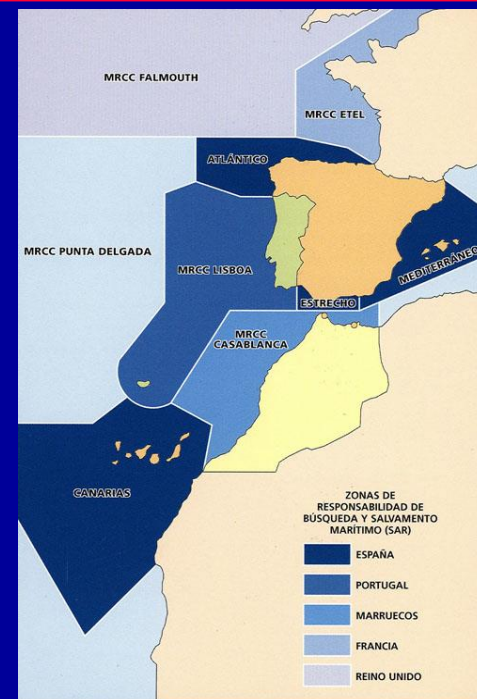 MRCC FALMOUTH
MRCC ETEL
ATLÁNTICO
MRCC PUNTA DELGADA
MRCC LISBOA
MEDITERRÁNEO
ESTRECHO
MRCC
CASABLANCA
CANARIAS
ZONAS DE
RESPONSABILIDAD DE
BÚSQUEDA Y SALVAMENTO
MARÍTIMO (SAR)
ESPAÑA
PORTUGAL
MARRUECOS
FRANCIA
REINO UNIDO